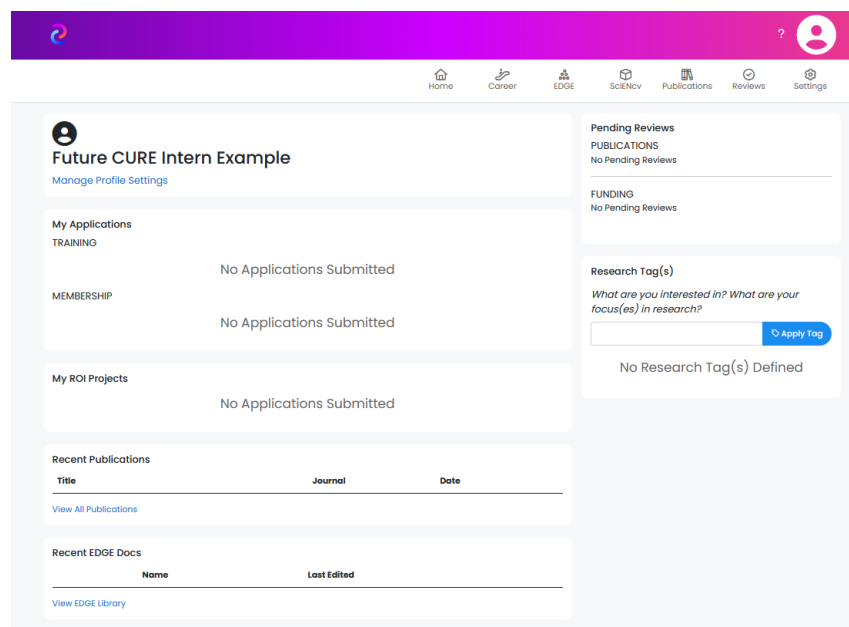 ?
Home
Career
EDGE
SciENcv
Publications
Reviews
Settings
Future CURE Intern Example
Manage Profile Settings
My Applications
TRAINING
No Applications Submitted
MEMBERSHIP
No Applications Submitted
My ROI Projects
No Applications Submitted
Recent Publications
Title Journal Date
View All Publications
Recent EDGE Docs
Name Last Edited
View EDGE Library
Pending Reviews
PUBLICATIONS
No Pending Reviews
FUNDING
No Pending Reviews
Research Tag(s)
What are you interested in? What are your
focus(es) in research?
Apply Tag
No Research Tag(s) Defined